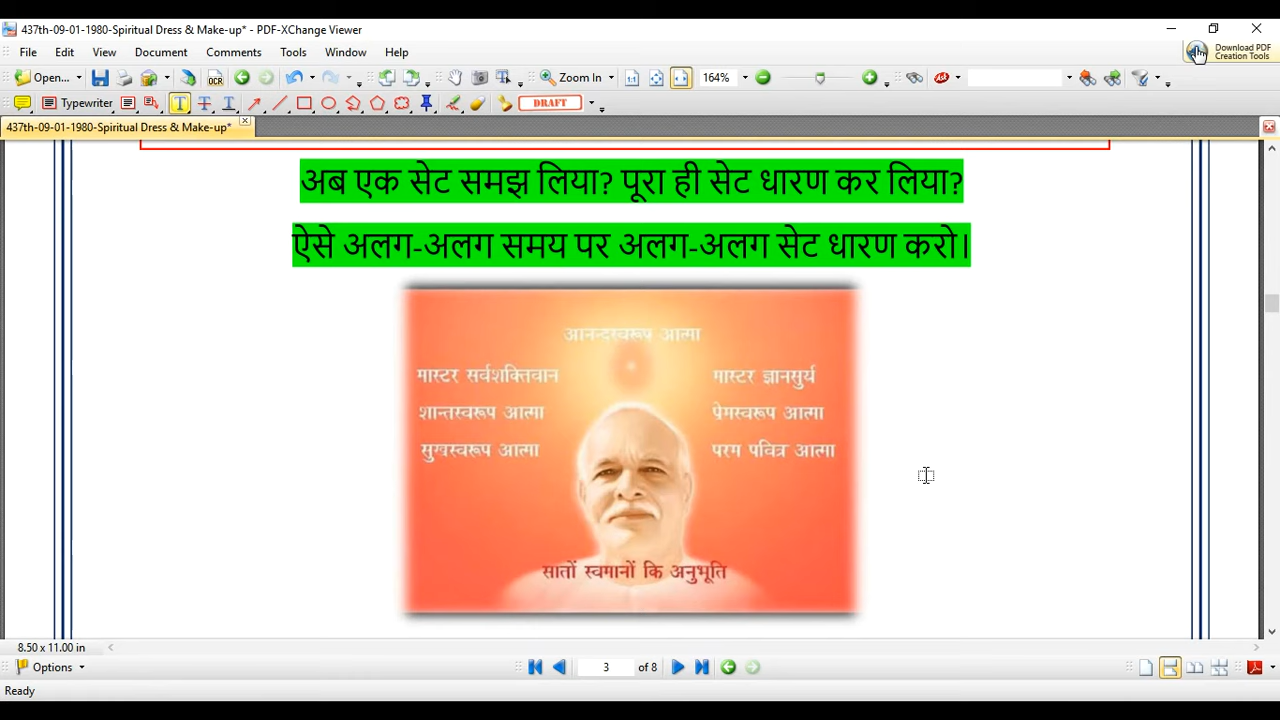 437th-09-01-1980-Spiritual Dress & Make-up* - PDF-XChange Viewer
File Edit View Document Comments Tools Window Help
Download PDF
Creation Tools
Open... OCR Zoom In 164%
Typewriter DRAFT
437th-09-01-1980-Spiritual Dress & Make-up*
अब एक सेट समझ लिया? पूरा ही सेट धारण कर लिया?
ऐसे अलग-अलग समय पर अलग-अलग सेट धारण करो।
आनन्दस्वरूप आत्मा
मास्टर सर्वशक्तिवान मास्टर ज्ञानसुर्य
शान्तस्वरूप आत्मा प्रेमस्वरूप आत्मा
सुखस्वरूप आत्मा परम पवित्र आत्मा
सातों स्वमानों कि अनुभूति
8.50 x 11.00 in
Options 3 of 8
Ready